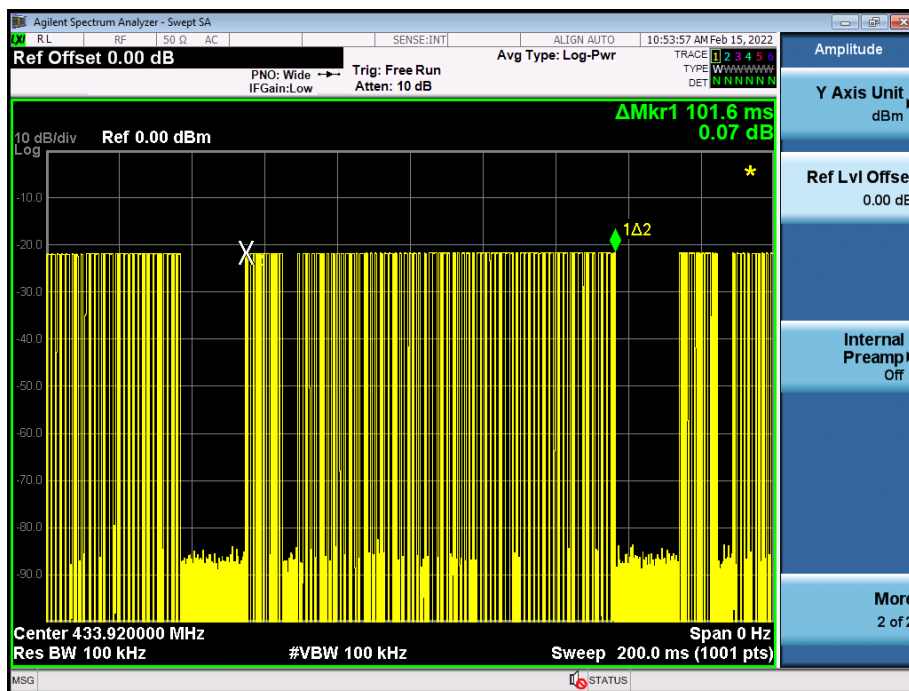 Agilent Spectrum Analyzer - Swept SA
LXI RL RF 50 Ω AC SENSE:INT ALIGN AUTO 10:53:57 AM Feb 15, 2022
Ref Offset 0.00 dB
PNO: Wide
IFGain:Low
Trig: Free Run
Atten: 10 dB
Avg Type: Log-Pwr
TRACE 1 2 3 4 5 6
TYPE WWWWWW
DET N N N N N N
ΔMkr1 101.6 ms
0.07 dB
10 dB/div Ref 0.00 dBm
Log
-10.0
-20.0
-30.0
-40.0
-50.0
-60.0
-70.0
-80.0
-90.0
1Δ2
*
Center 433.920000 MHz Span 0 Hz
Res BW 100 kHz #VBW 100 kHz Sweep 200.0 ms (1001 pts)
MSG STATUS
Amplitude
Y Axis Unit
dBm
Ref Lvl Offse
0.00 dB
Internal
Preamp
Off
More
2 of 2